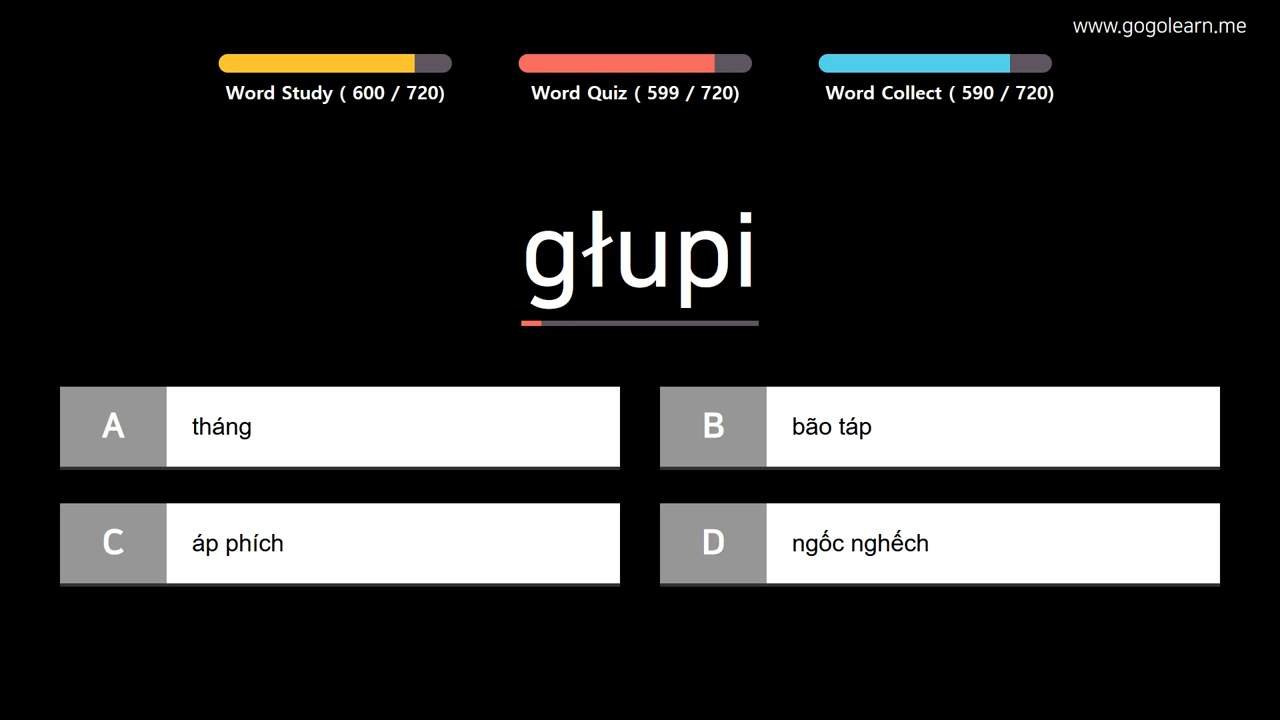 www.gogolearn.me
Word Study ( 600 / 720)
Word Quiz ( 599 / 720)
Word Collect ( 590 / 720)
głupi
A
tháng
B
bão táp
C
áp phích
D
ngốc nghếch